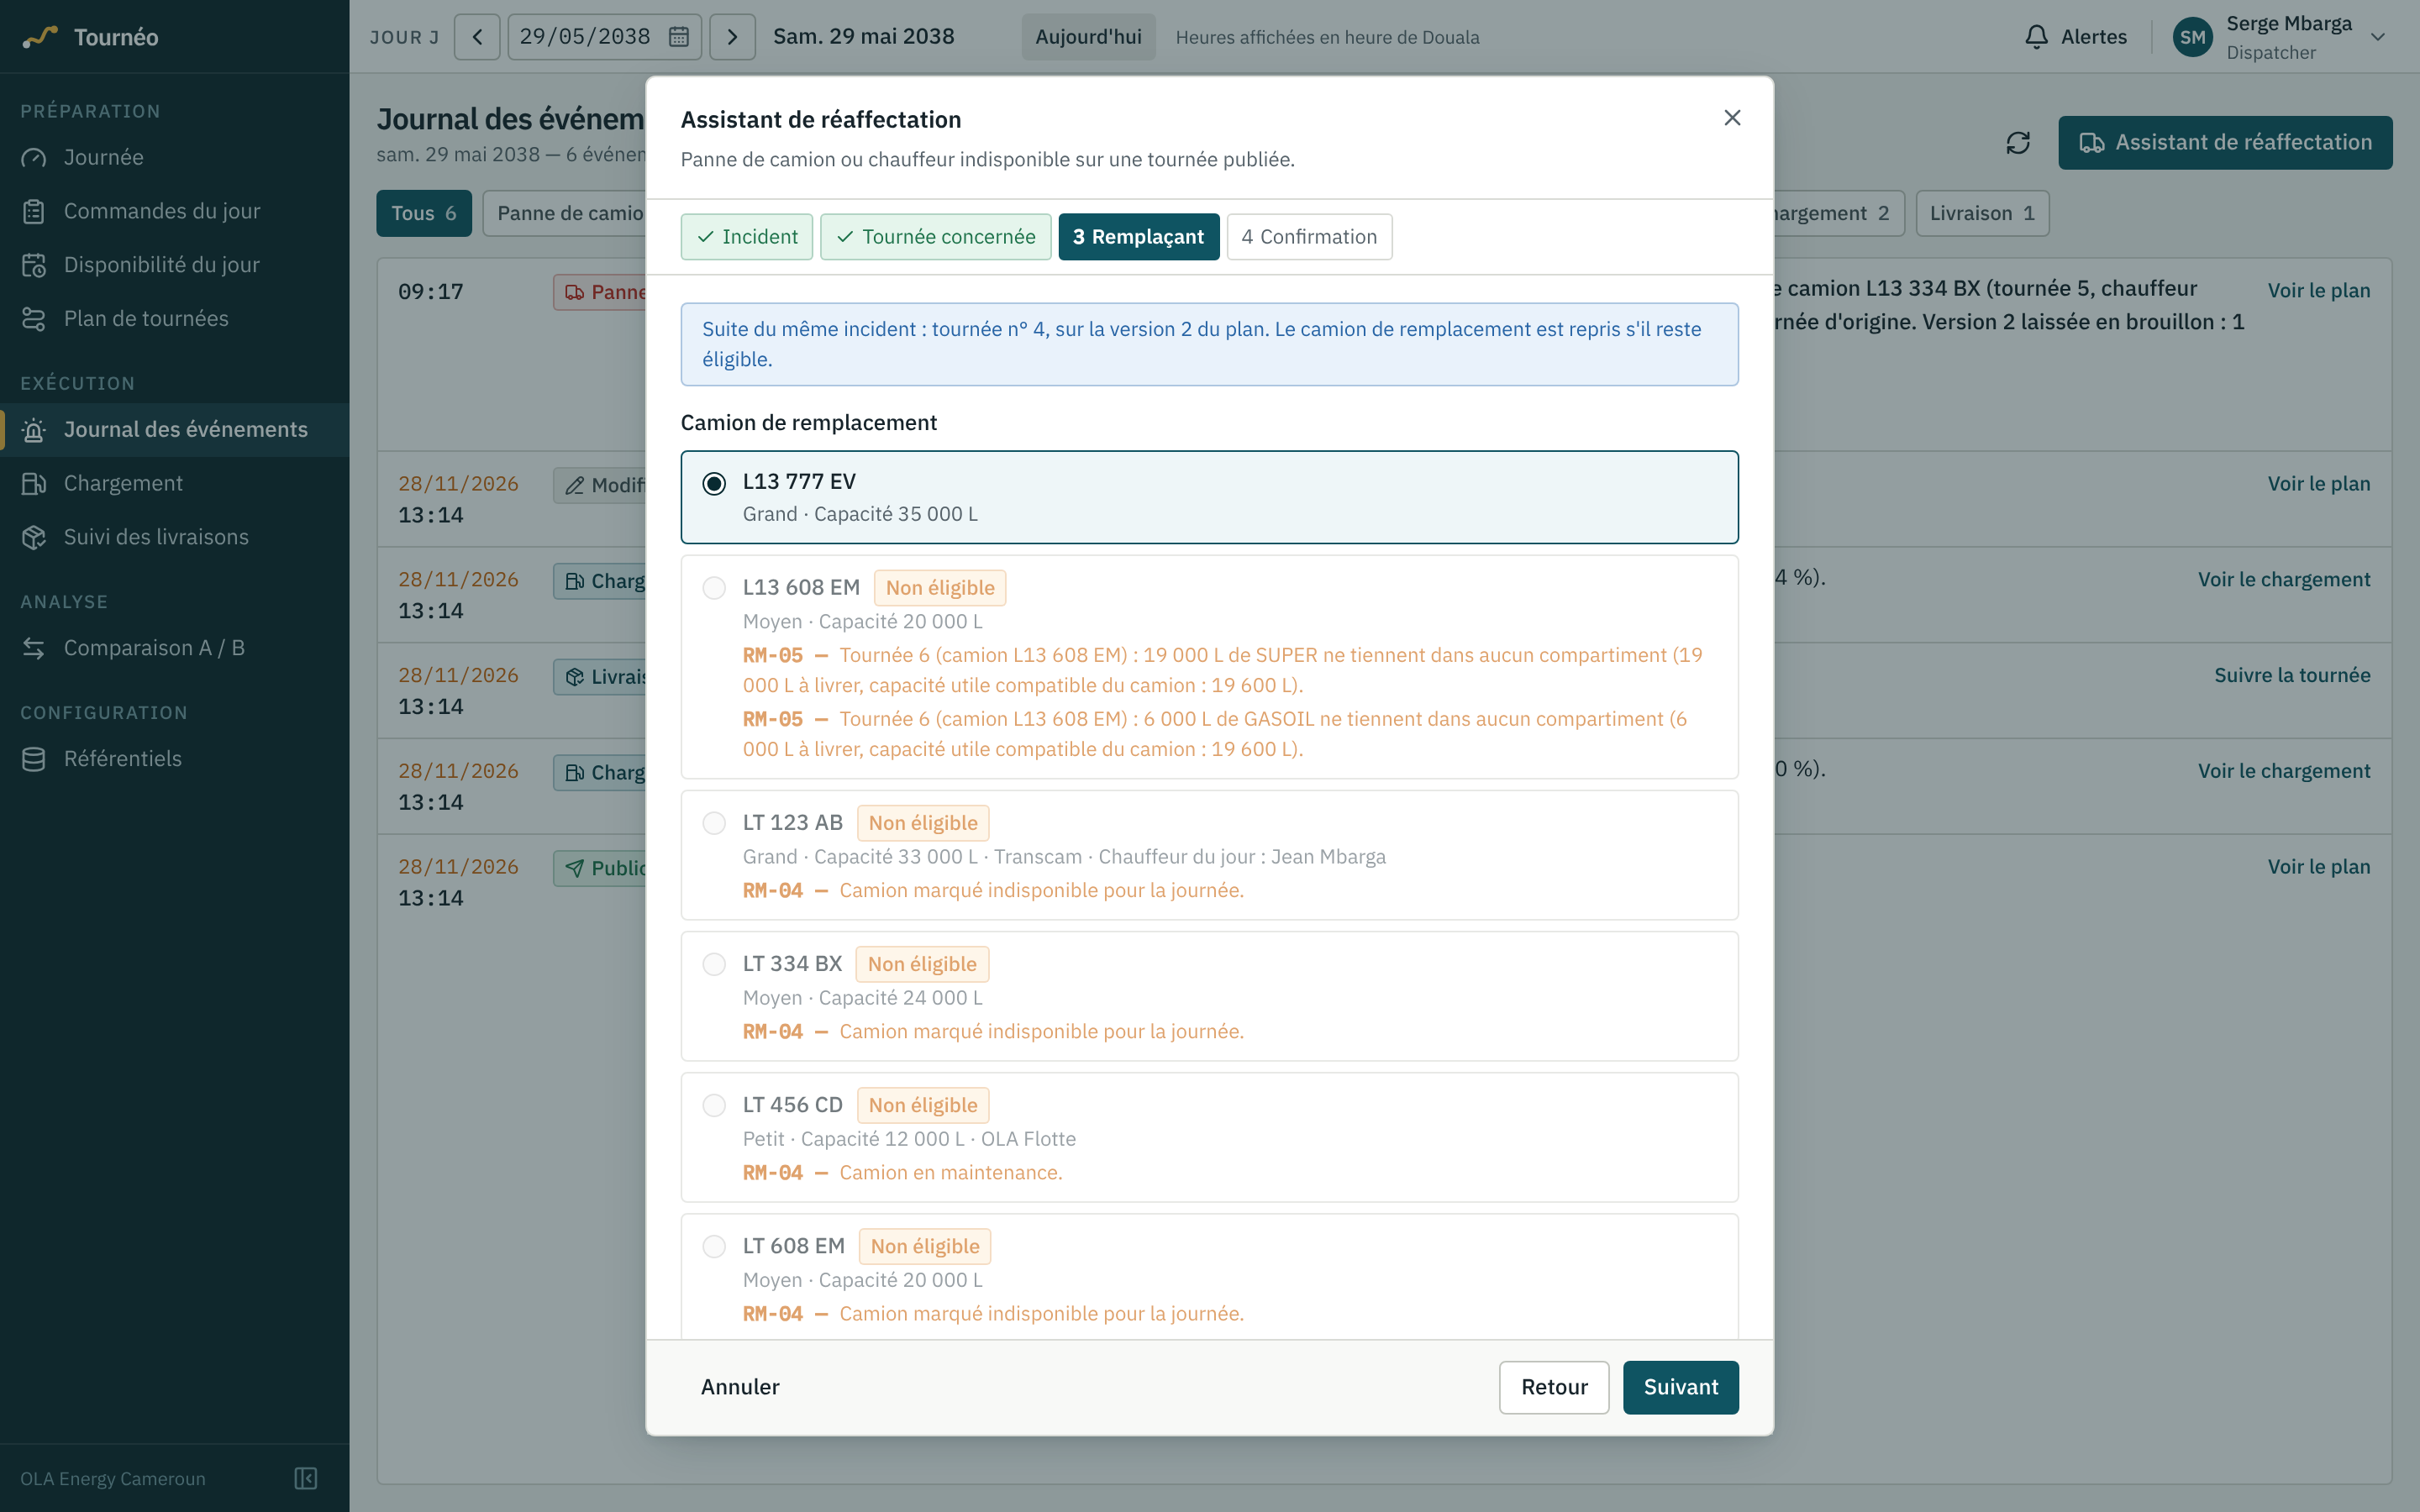 Tournéo
JOUR J
29/05/2038
Sam. 29 mai 2038
Aujourd'hui
Heures affichées en heure de Douala
Alertes
SM
Serge Mbarga
Dispatcher
PRÉPARATION
Journée
Commandes du jour
Disponibilité du jour
Plan de tournées
EXÉCUTION
Journal des événements
Chargement
Suivi des livraisons
ANALYSE
Comparaison A / B
CONFIGURATION
Référentiels
OLA Energy Cameroun
Journal des événem
sam. 29 mai 2038 — 6 événem
Assistant de réaffectation
Tous 6
Panne de camio
hargement 2
Livraison 1
09:17
Panne
e camion L13 334 BX (tournée 5, chauffeur
rnée d'origine. Version 2 laissée en brouillon : 1
Voir le plan
28/11/2026
13:14
Modif
Voir le plan
28/11/2026
13:14
Charg
4 %).
Voir le chargement
28/11/2026
13:14
Livrais
Suivre la tournée
28/11/2026
13:14
Charg
0 %).
Voir le chargement
28/11/2026
13:14
Public
Voir le plan
Assistant de réaffectation
Panne de camion ou chauffeur indisponible sur une tournée publiée.
Incident
Tournée concernée
3 Remplaçant
4 Confirmation
Suite du même incident : tournée n° 4, sur la version 2 du plan. Le camion de remplacement est repris s'il reste
éligible.
Camion de remplacement
L13 777 EV
Grand · Capacité 35 000 L
L13 608 EM Non éligible
Moyen · Capacité 20 000 L
RM-05 — Tournée 6 (camion L13 608 EM) : 19 000 L de SUPER ne tiennent dans aucun compartiment (19
000 L à livrer, capacité utile compatible du camion : 19 600 L).
RM-05 — Tournée 6 (camion L13 608 EM) : 6 000 L de GASOIL ne tiennent dans aucun compartiment (6
000 L à livrer, capacité utile compatible du camion : 19 600 L).
LT 123 AB Non éligible
Grand · Capacité 33 000 L · Transcam · Chauffeur du jour : Jean Mbarga
RM-04 — Camion marqué indisponible pour la journée.
LT 334 BX Non éligible
Moyen · Capacité 24 000 L
RM-04 — Camion marqué indisponible pour la journée.
LT 456 CD Non éligible
Petit · Capacité 12 000 L · OLA Flotte
RM-04 — Camion en maintenance.
LT 608 EM Non éligible
Moyen · Capacité 20 000 L
RM-04 — Camion marqué indisponible pour la journée.
Annuler
Retour
Suivant